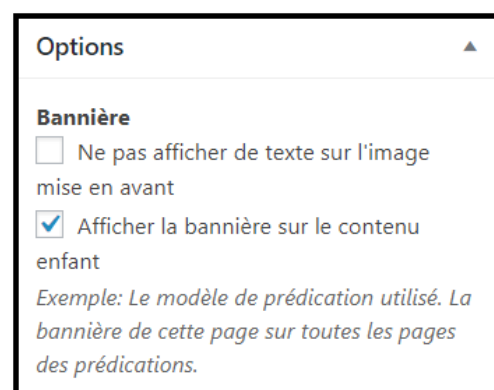 Options
Bannière
Ne pas afficher de texte sur l'image
mise en avant
Afficher la bannière sur le contenu
enfant
Exemple: Le modèle de prédication utilisé. La
bannière de cette page sur toutes les pages
des prédications.